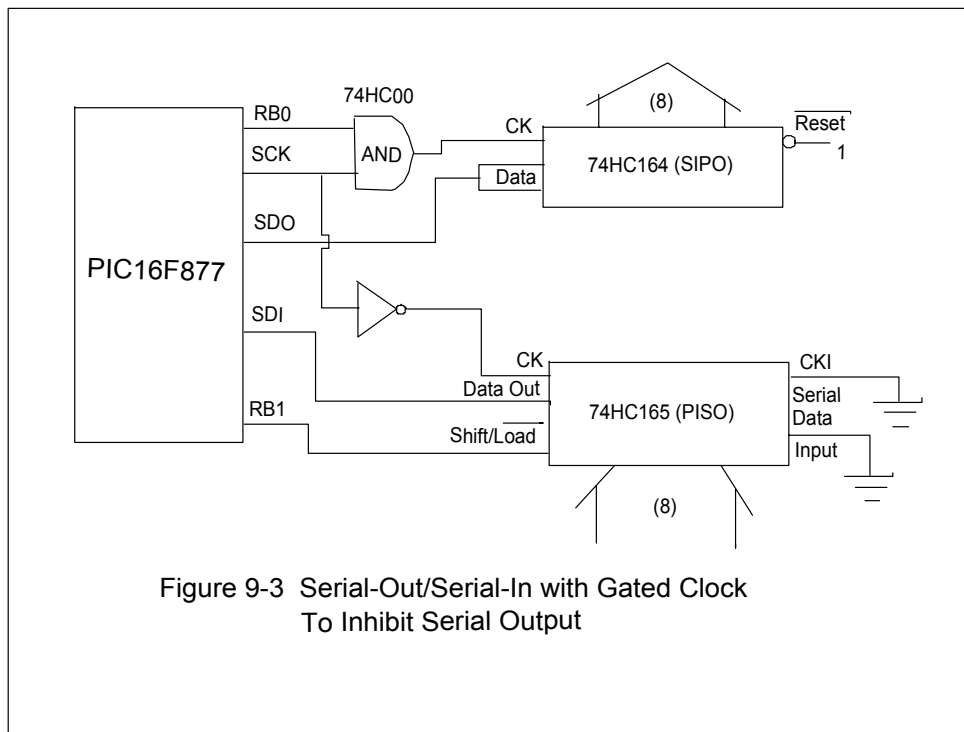 74HC00
(8)
RB0
Reset
CK
SCK
AND
1
74HC164 (SIPO)
Data
SDO
PIC16F877
SDI
CK
CKI
Data Out
Serial
Data
74HC165 (PISO)
RB1
Shift/Load
Input
(8)
Figure 9-3 Serial-Out/Serial-In with Gated Clock
To Inhibit Serial Output